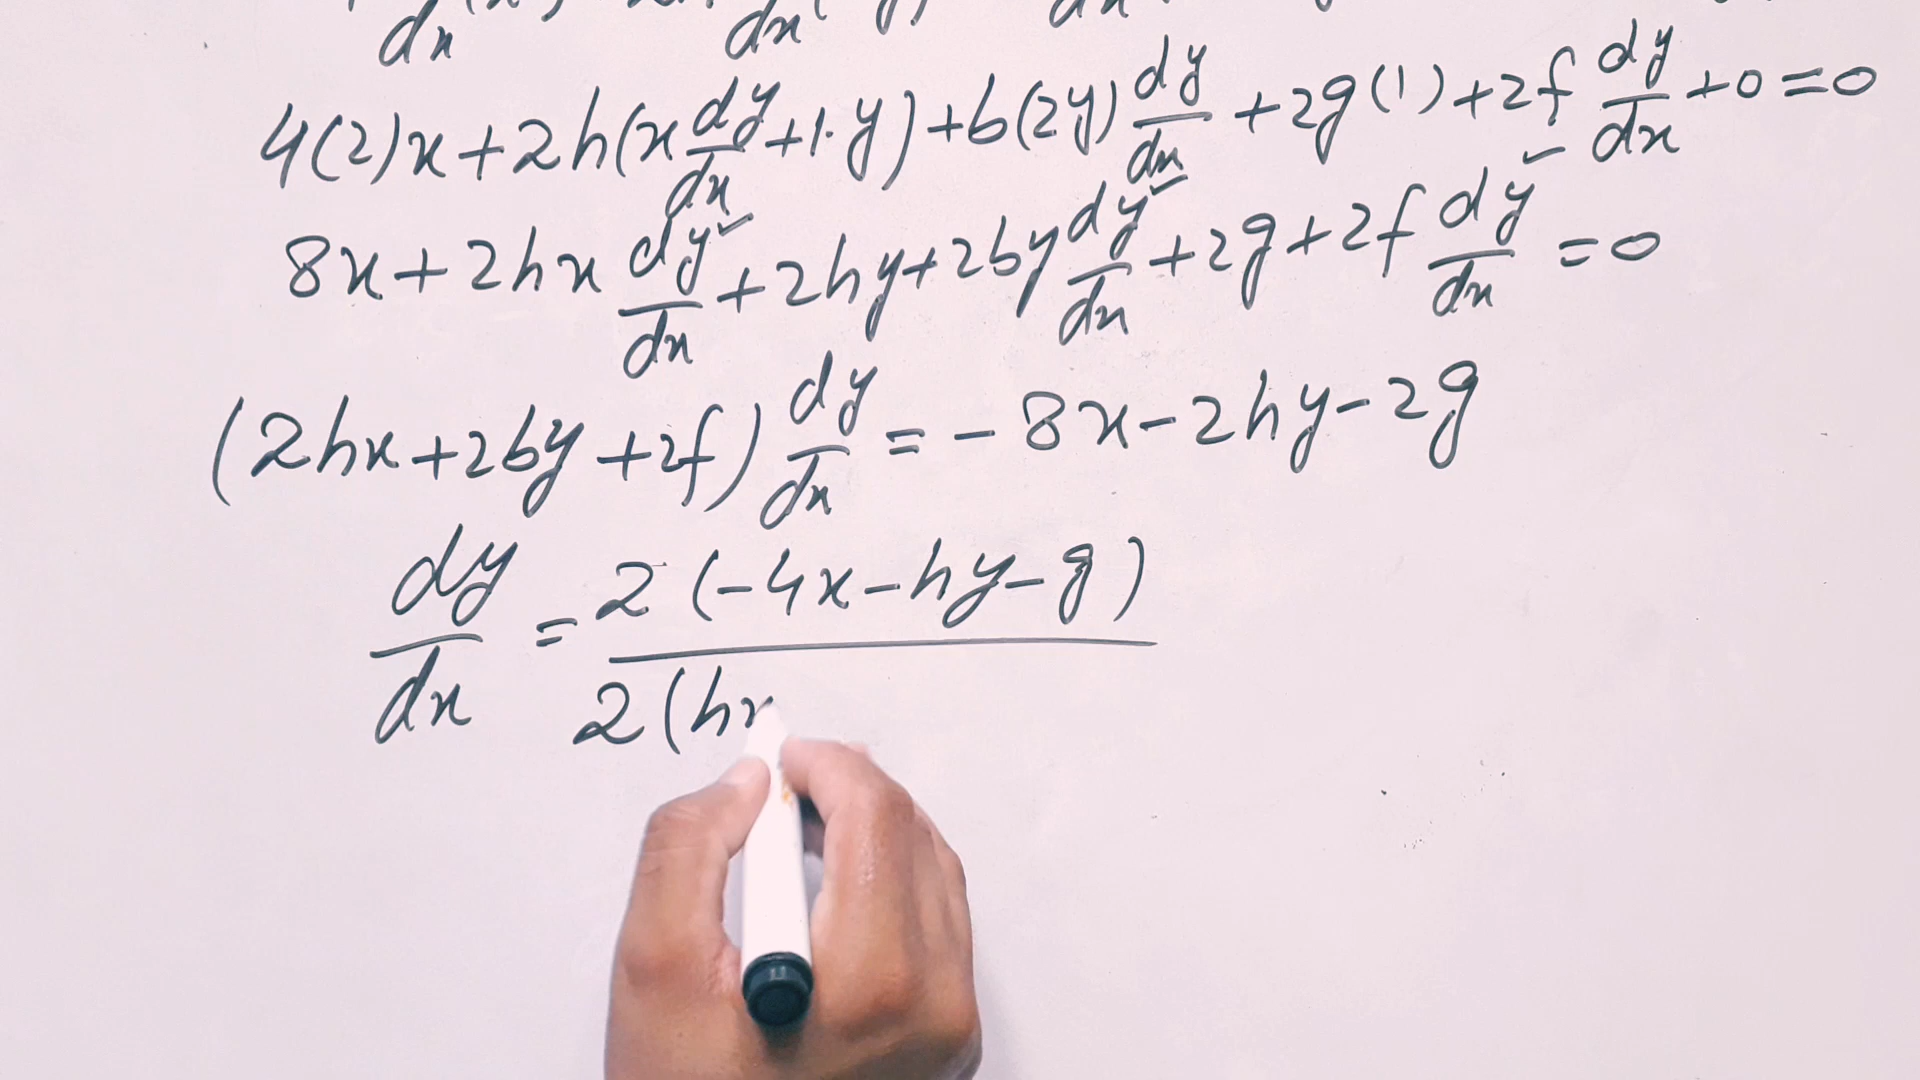 4(2)x+2h(x dy/dx+1.y)+b(2y) dy/dx+2g(1)+2f dy/dx+0=0
8x+2hx dy/dx+2hy+2by dy/dx+2g+2f dy/dx=0
(2hx+2by+2f) dy/dx=-8x-2hy-2g
dy/dx=2(-4x-hy-g)/2(hx